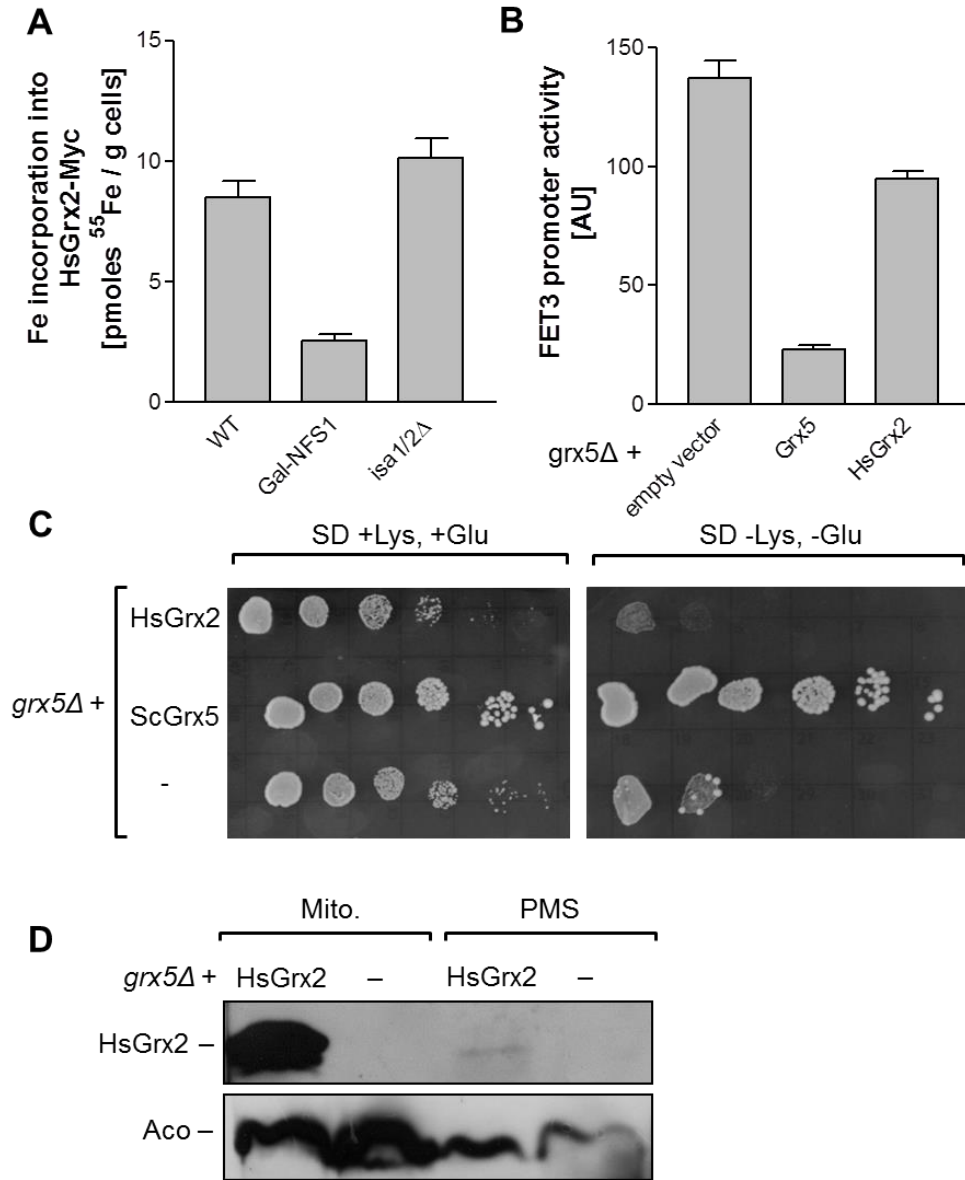 A
Fe incorporation into
HsGrx2-Myc
[pmoles 55Fe / g cells]
15
10
5
0
WT
Gal-NFS1
isa1/2Δ
B
FET3 promoter activity
[AU]
150
100
50
0
grx5Δ +
empty vector
Grx5
HsGrx2
C
SD +Lys, +Glu
SD -Lys, -Glu
grx5Δ +
HsGrx2
ScGrx5
-
D
Mito.
PMS
grx5Δ + HsGrx2 – HsGrx2 –
HsGrx2 –
Aco –